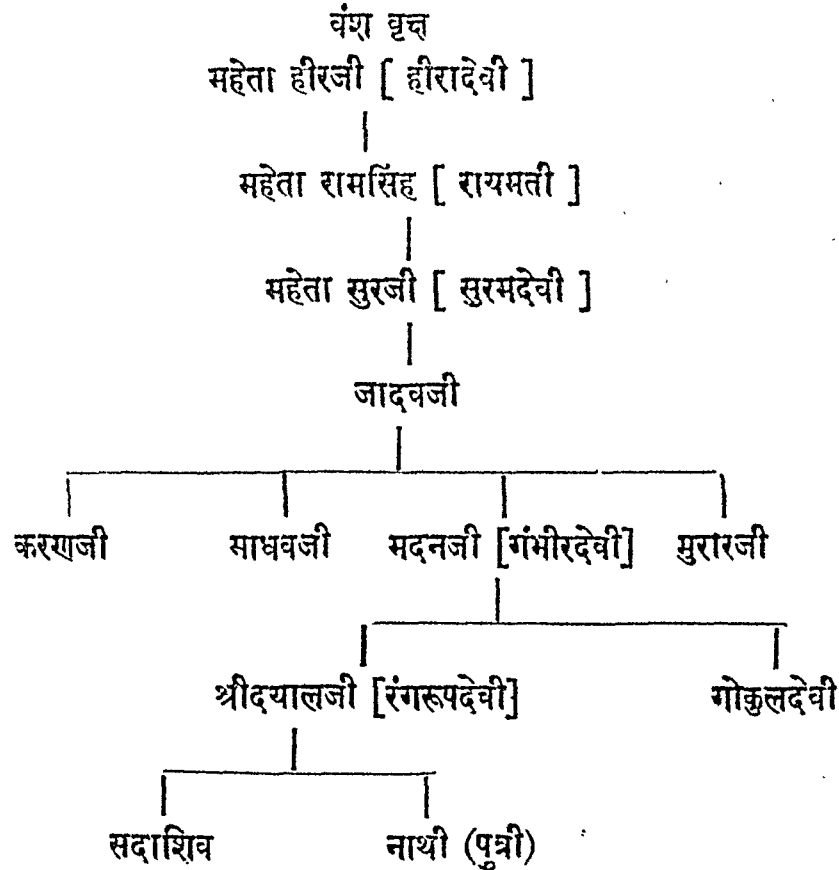 वंश वृक्ष
महेता हीरजी [ हीरादेवी ]
महेता रामसिंह [ रायमती ]
महेता सुरजी [ सुरमदेवी ]
जादवजी
करणजी माधवजी मदनजी [गंभीरदेवी] मुरारजी
श्रीदयालजी [रंगरूपदेवी] गोकुलदेवी
सदाशिव नाथी (पुत्री)